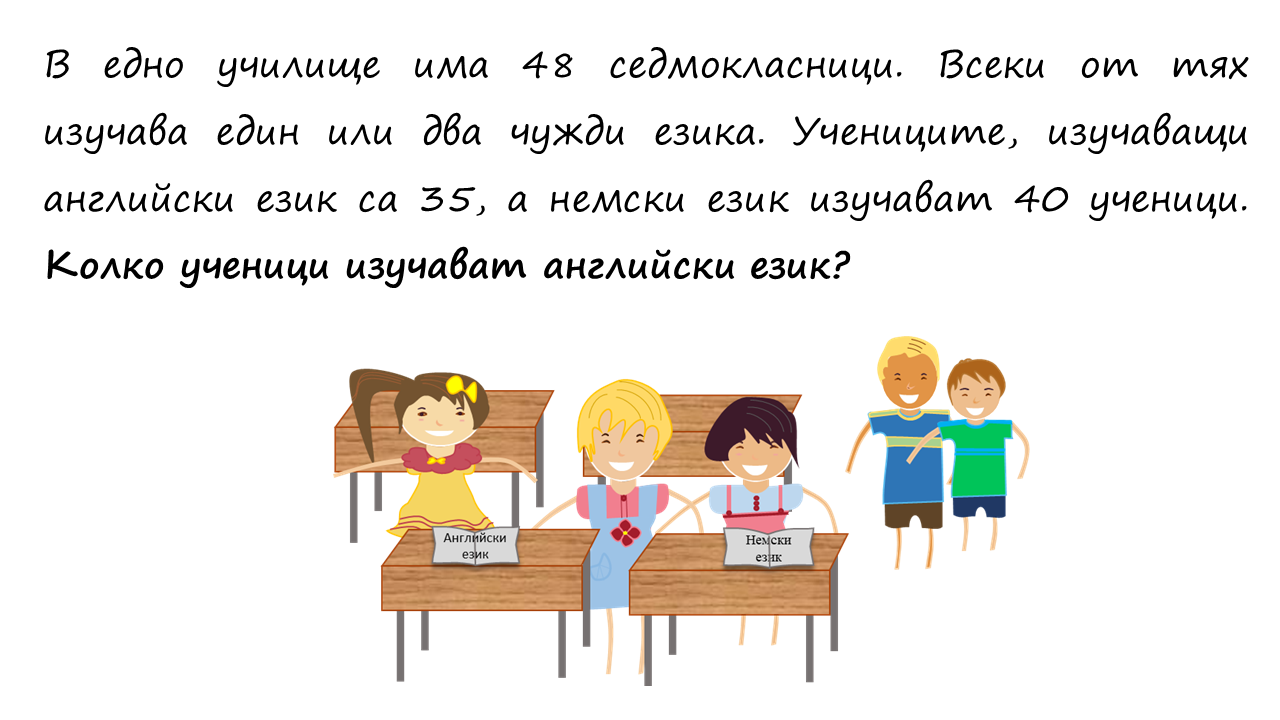 В едно училище има 48 седмокласници. Всеки от тях
изучава един или два чужди езика. Учениците, изучаващи
английски език са 35, а немски език изучават 40 ученици.
Колко ученици изучават английски език?
Английски
език
Немски
език